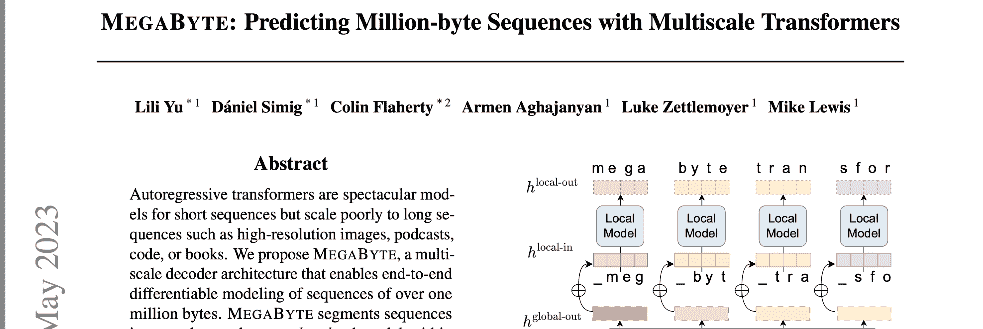 MEGABYTE: Predicting Million-byte Sequences with Multiscale Transformers
Lili Yu * 1 Dániel Simig * 1 Colin Flaherty * 2 Armen Aghajanyan 1 Luke Zettlemoyer 1 Mike Lewis 1
Abstract
Autoregressive transformers are spectacular mod-
els for short sequences but scale poorly to long se-
quences such as high-resolution images, podcasts,
code, or books. We propose MEGABYTE, a multi-
scale decoder architecture that enables end-to-end
differentiable modeling of sequences of over one
million bytes. MEGABYTE segments sequences
May 2023
m e g a b y t e t r a n s f o r
h local-out
Local Model Local Model Local Model Local Model
h local-in
_ m e g _ b y t _ t r a _ s f o
h global-out